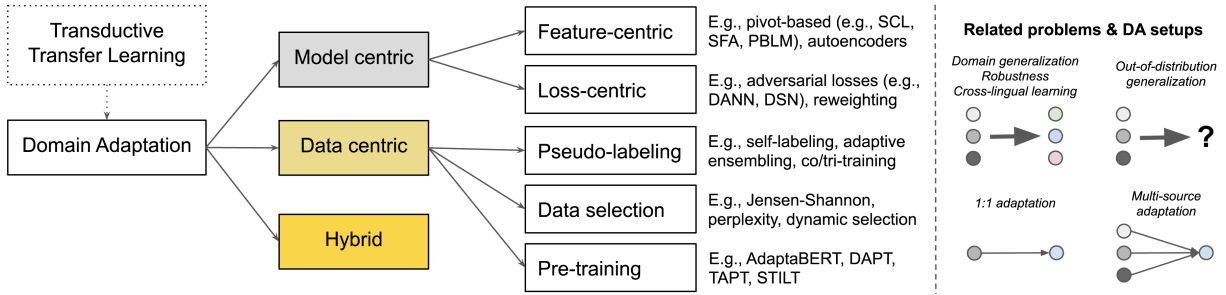 Transductive
Transfer Learning
Domain Adaptation
Model centric
Data centric
Hybrid
Feature-centric
E.g., pivot-based (e.g., SCL,
SFA, PBLM), autoencoders
Loss-centric
E.g., adversarial losses (e.g.,
DANN, DSN), reweighting
Pseudo-labeling
E.g., self-labeling, adaptive
ensembling, co/tri-training
Data selection
E.g., Jensen-Shannon,
perplexity, dynamic selection
Pre-training
E.g., AdaptaBERT, DAPT,
TAPT, STILT
Related problems & DA setups
Domain generalization
Robustness
Cross-lingual learning
Out-of-distribution
generalization
?
1:1 adaptation
Multi-source
adaptation